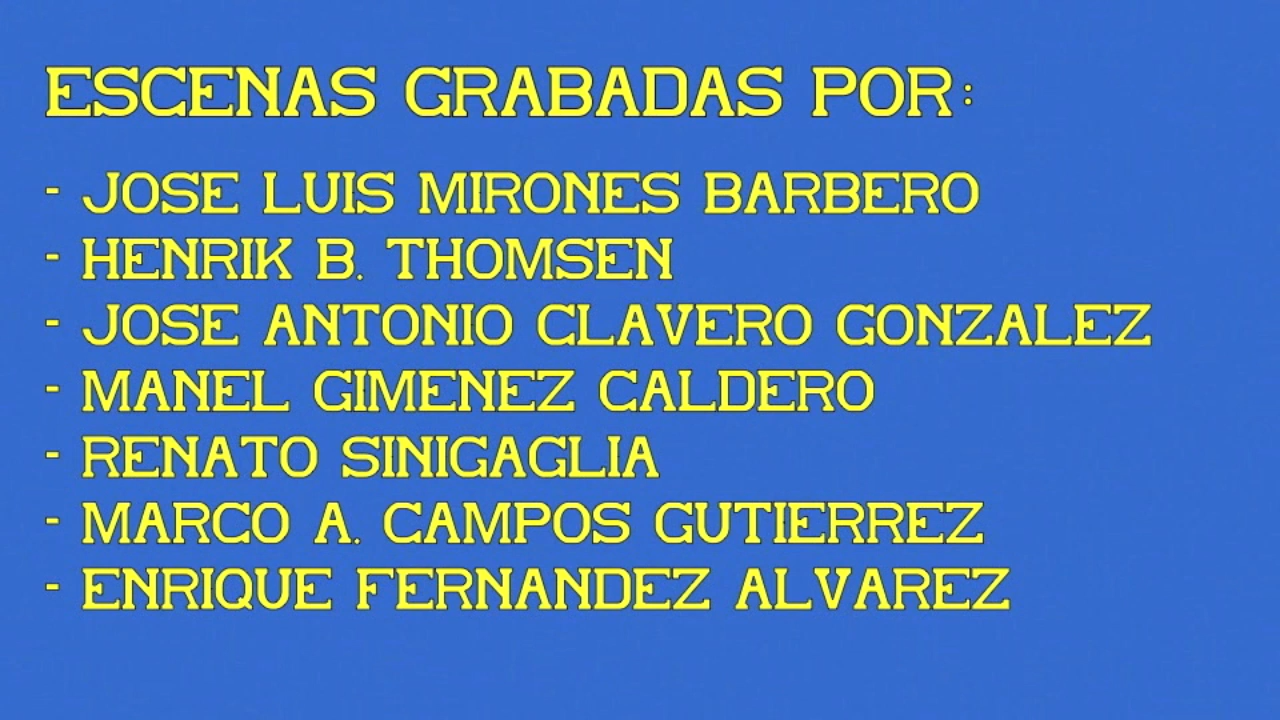 ESCENAS GRABADAS POR:
- JOSE LUIS MIRONES BARBERO
- HENRIK B. THOMSEN
- JOSE ANTONIO CLAVERO GONZALEZ
- MANEL GIMENEZ CALDERO
- RENATO SINIGAGLIA
- MARCO A. CAMPOS GUTIERREZ
- ENRIQUE FERNANDEZ ALVAREZ